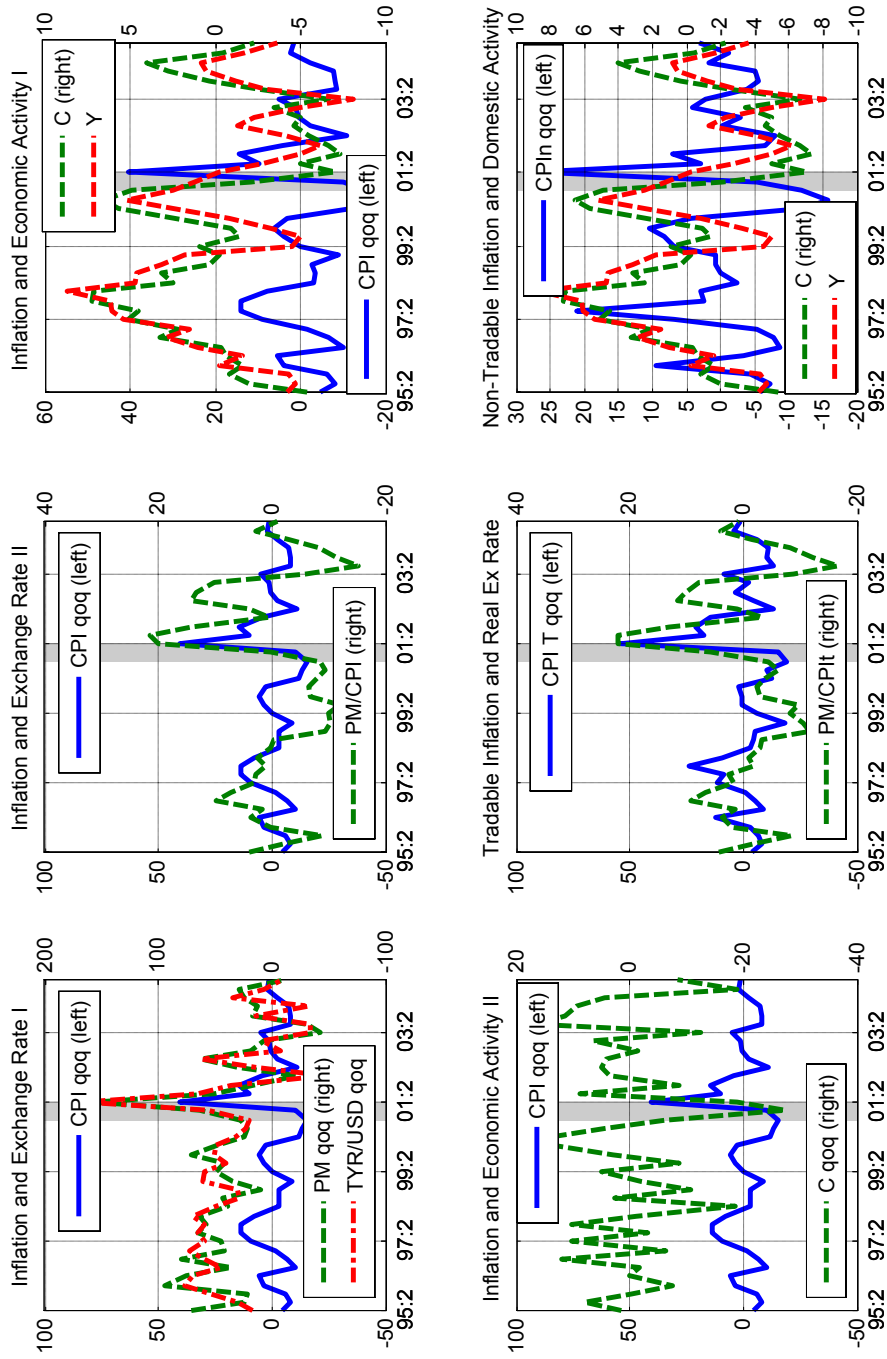 Inflation and Exchange Rate I
100
50
0
-50
200
100
0
-100
CPI qoq (left)
PM qoq (right)
TYR/USD qoq
95:2 97:2 99:2 01:2 03:2
Inflation and Exchange Rate II
100
50
0
-50
40
20
0
-20
CPI qoq (left)
PM/CPI (right)
95:2 97:2 99:2 01:2 03:2
Inflation and Economic Activity I
60
40
20
0
-20
10
5
0
-5
-10
C (right)
Y
CPI qoq (left)
95:2 97:2 99:2 01:2 03:2
Inflation and Economic Activity II
100
50
0
-50
20
0
-20
-40
CPI qoq (left)
C qoq (right)
95:2 97:2 99:2 01:2 03:2
Tradable Inflation and Real Ex Rate
100
50
0
-50
40
20
0
-20
CPI T qoq (left)
PM/CPIt (right)
95:2 97:2 99:2 01:2 03:2
Non-Tradable Inflation and Domestic Activity
30
25
20
15
10
5
0
-5
-10
-15
-20
10
8
6
4
2
0
-2
-4
-6
-8
-10
CPIn qoq (left)
C (right)
Y
95:2 97:2 99:2 01:2 03:2